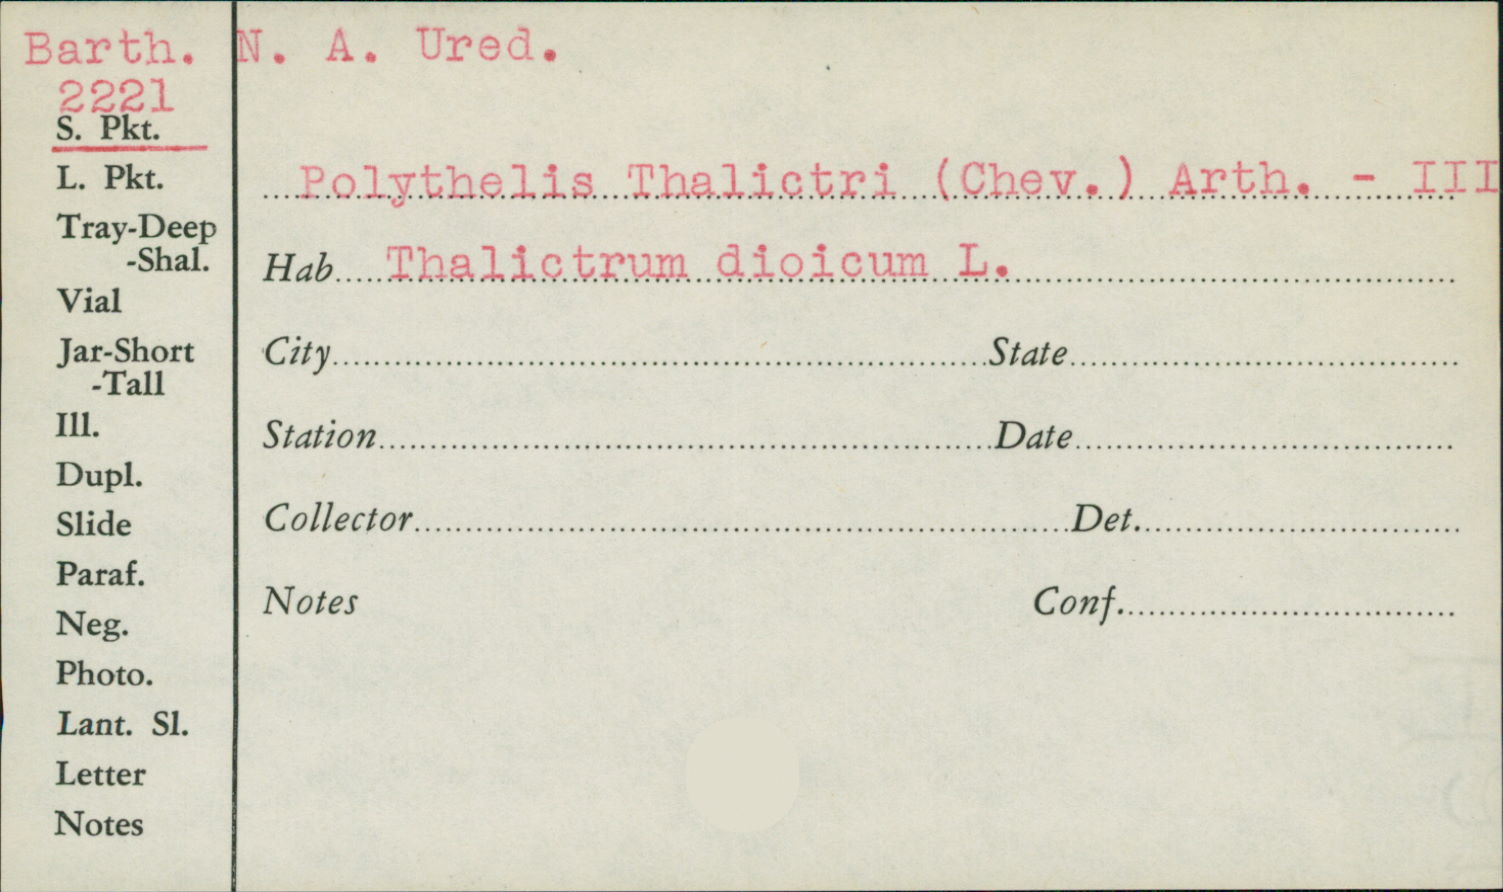 Barth. N. A. Ured.
2221
S. Pkt.
L. Pkt.
Tray-Deep
-Shal.
Vial
Jar-Short
-Tall
Ill.
Dupl.
Slide
Paraf.
Neg.
Photo.
Lant. Sl.
Letter
Notes
Polythelis Thalictri (Chev.) Arth. - III
Hab. Thalictrum dioicum L.
City State
Station Date
Collector Det.
Notes Conf.